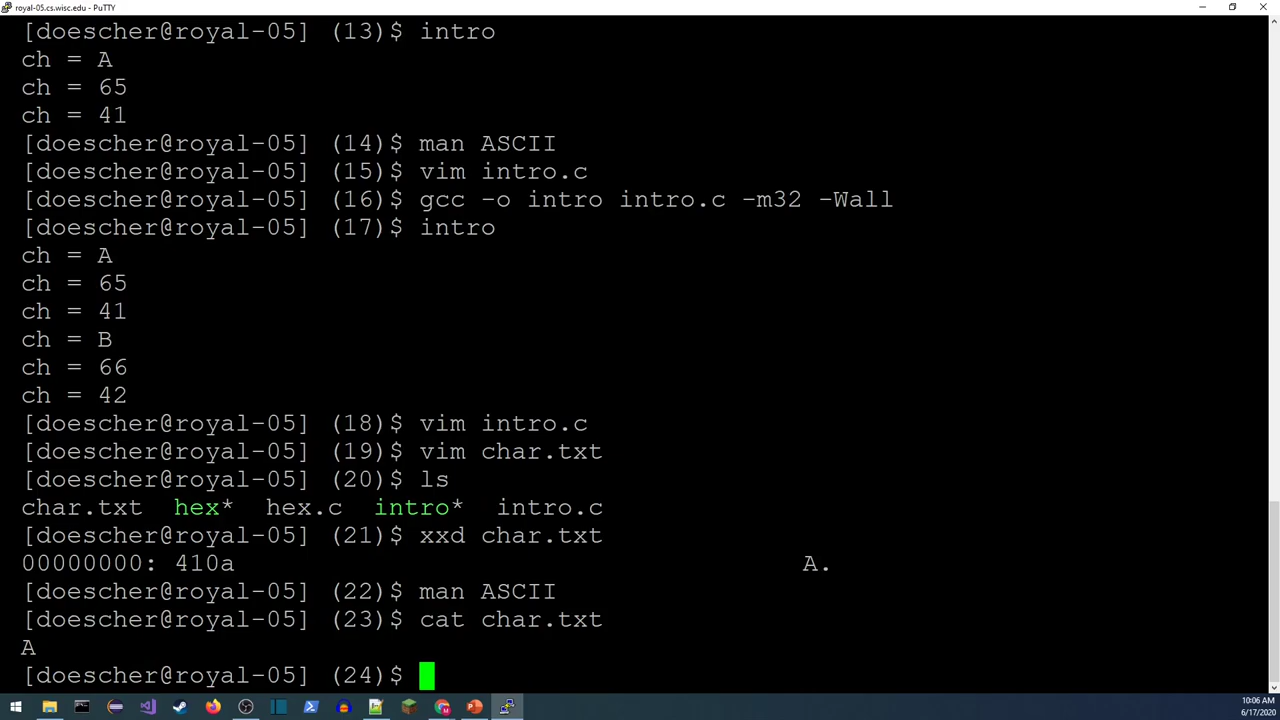 royal-05.cs.wisc.edu - PuTTY
[doescher@royal-05] (13)$ intro
ch = A
ch = 65
ch = 41
[doescher@royal-05] (14)$ man ASCII
[doescher@royal-05] (15)$ vim intro.c
[doescher@royal-05] (16)$ gcc -o intro intro.c -m32 -Wall
[doescher@royal-05] (17)$ intro
ch = A
ch = 65
ch = 41
ch = B
ch = 66
ch = 42
[doescher@royal-05] (18)$ vim intro.c
[doescher@royal-05] (19)$ vim char.txt
[doescher@royal-05] (20)$ ls
char.txt  hex*  hex.c  intro*  intro.c
[doescher@royal-05] (21)$ xxd char.txt
00000000: 410a                                     A.
[doescher@royal-05] (22)$ man ASCII
[doescher@royal-05] (23)$ cat char.txt
A
[doescher@royal-05] (24)$
10:06 AM
6/17/2020